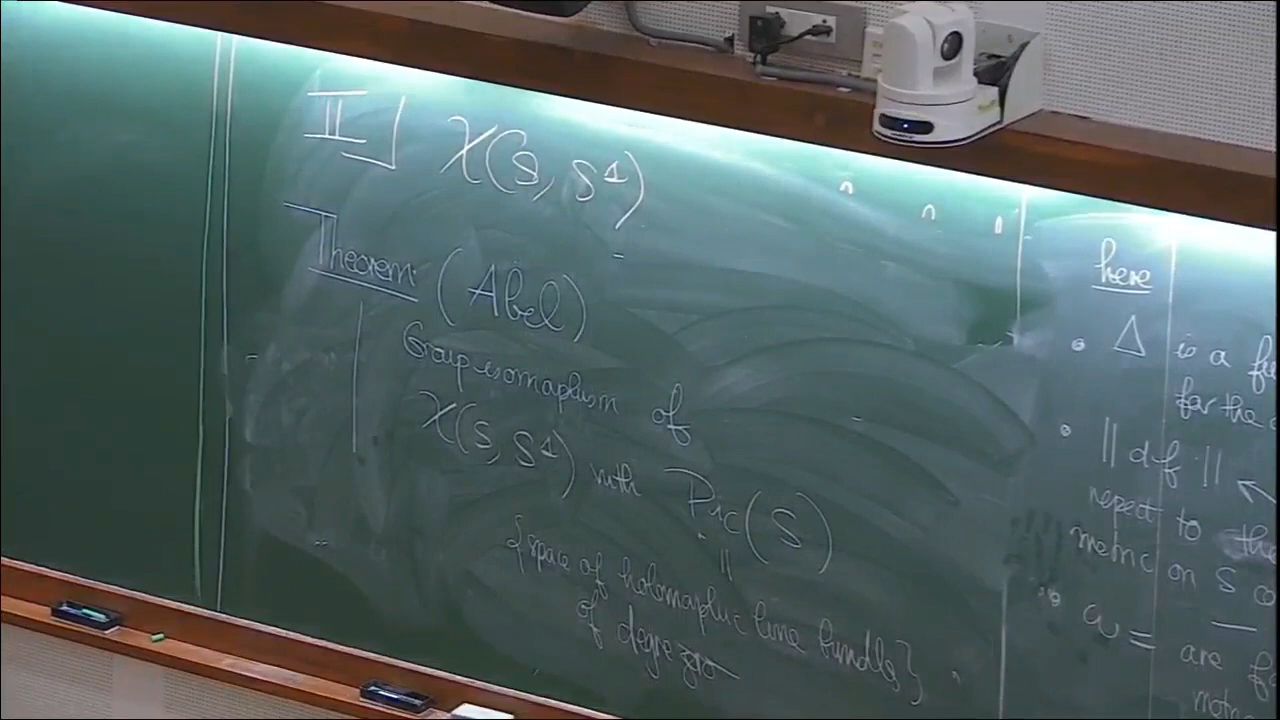 II] χ(S, S¹)
Theorem (Abel)
Group isomorphism of
χ(S, S¹) with Pic(S)
"
{space of holomorphic line bundles}
of degree zero
here
• Δ is a
for the
• ||df|| ↖
repect to the
metric on S
ω = are